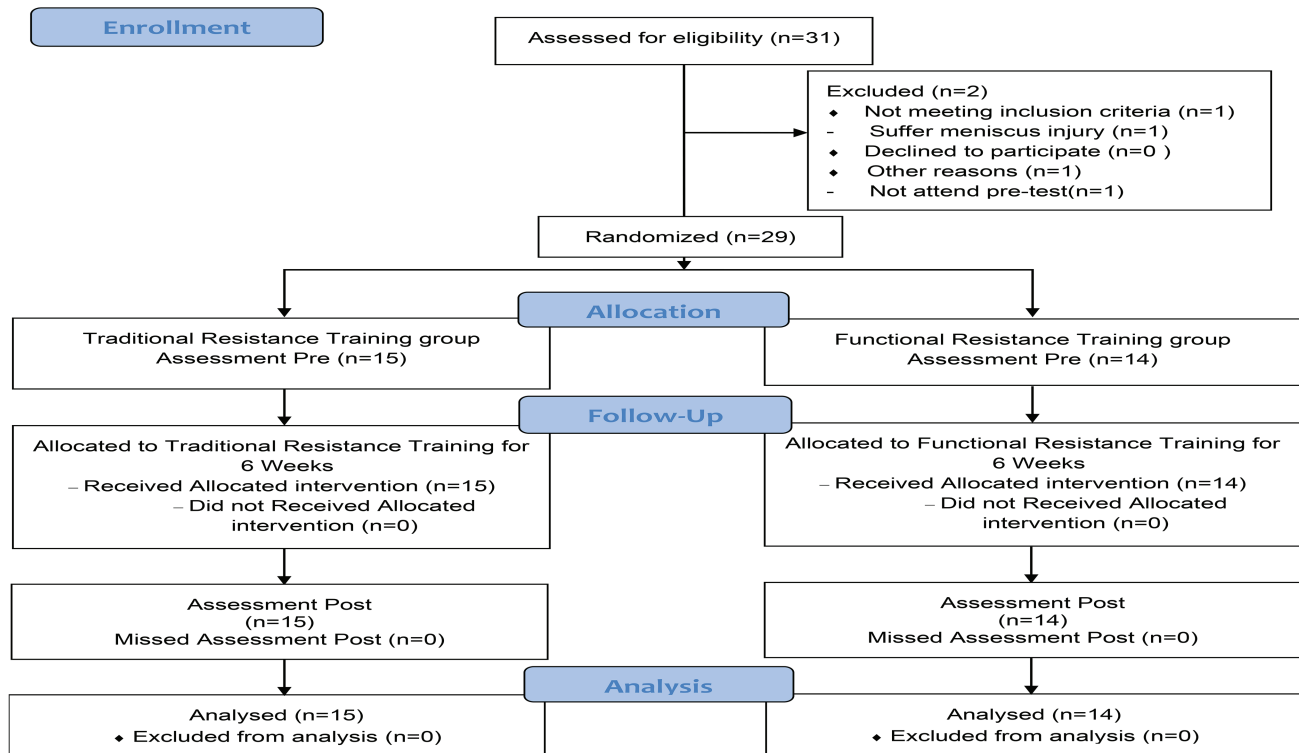 Enrollment
Assessed for eligibility (n=31)
Excluded (n=2)
◆ Not meeting inclusion criteria (n=1)
- Suffer meniscus injury (n=1)
◆ Declined to participate (n=0 )
◆ Other reasons (n=1)
- Not attend pre-test(n=1)
Randomized (n=29)
Allocation
Traditional Resistance Training group
Assessment Pre (n=15)
Functional Resistance Training group
Assessment Pre (n=14)
Follow-Up
Allocated to Traditional Resistance Training for
6 Weeks
– Received Allocated intervention (n=15)
– Did not Received Allocated
intervention (n=0)
Allocated to Functional Resistance Training for
6 Weeks
– Received Allocated intervention (n=14)
– Did not Received Allocated
intervention (n=0)
Assessment Post
(n=15)
Missed Assessment Post (n=0)
Assessment Post
(n=14)
Missed Assessment Post (n=0)
Analysis
Analysed (n=15)
◆ Excluded from analysis (n=0)
Analysed (n=14)
◆ Excluded from analysis (n=0)